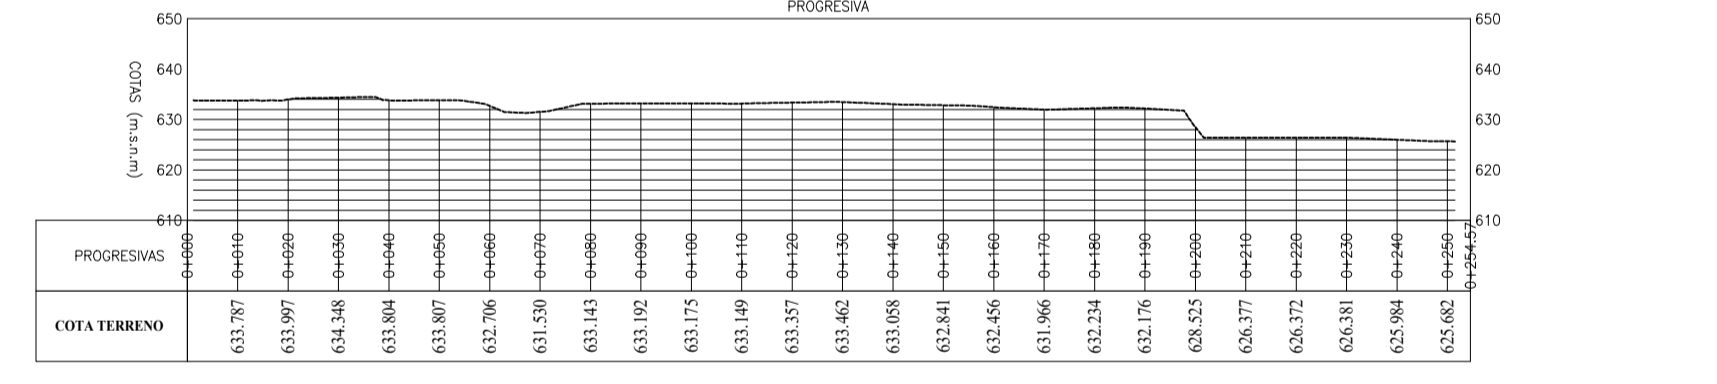 PROGRESIVA
650 650
640 640
COTAS (m.s.n.m)
630 630
620 620
610 610
PROGRESIVAS 0+000 0+010 0+020 0+030 0+040 0+050 0+060 0+070 0+080 0+090 0+100 0+110 0+120 0+130 0+140 0+150 0+160 0+170 0+180 0+190 0+200 0+210 0+220 0+230 0+240 0+250 0+254.57
COTA TERRENO 633.787 633.997 634.348 633.804 633.807 632.706 631.530 633.143 633.192 633.175 633.149 633.357 633.462 633.058 632.841 632.456 631.966 632.234 632.176 628.525 626.377 626.372 626.381 625.984 625.682